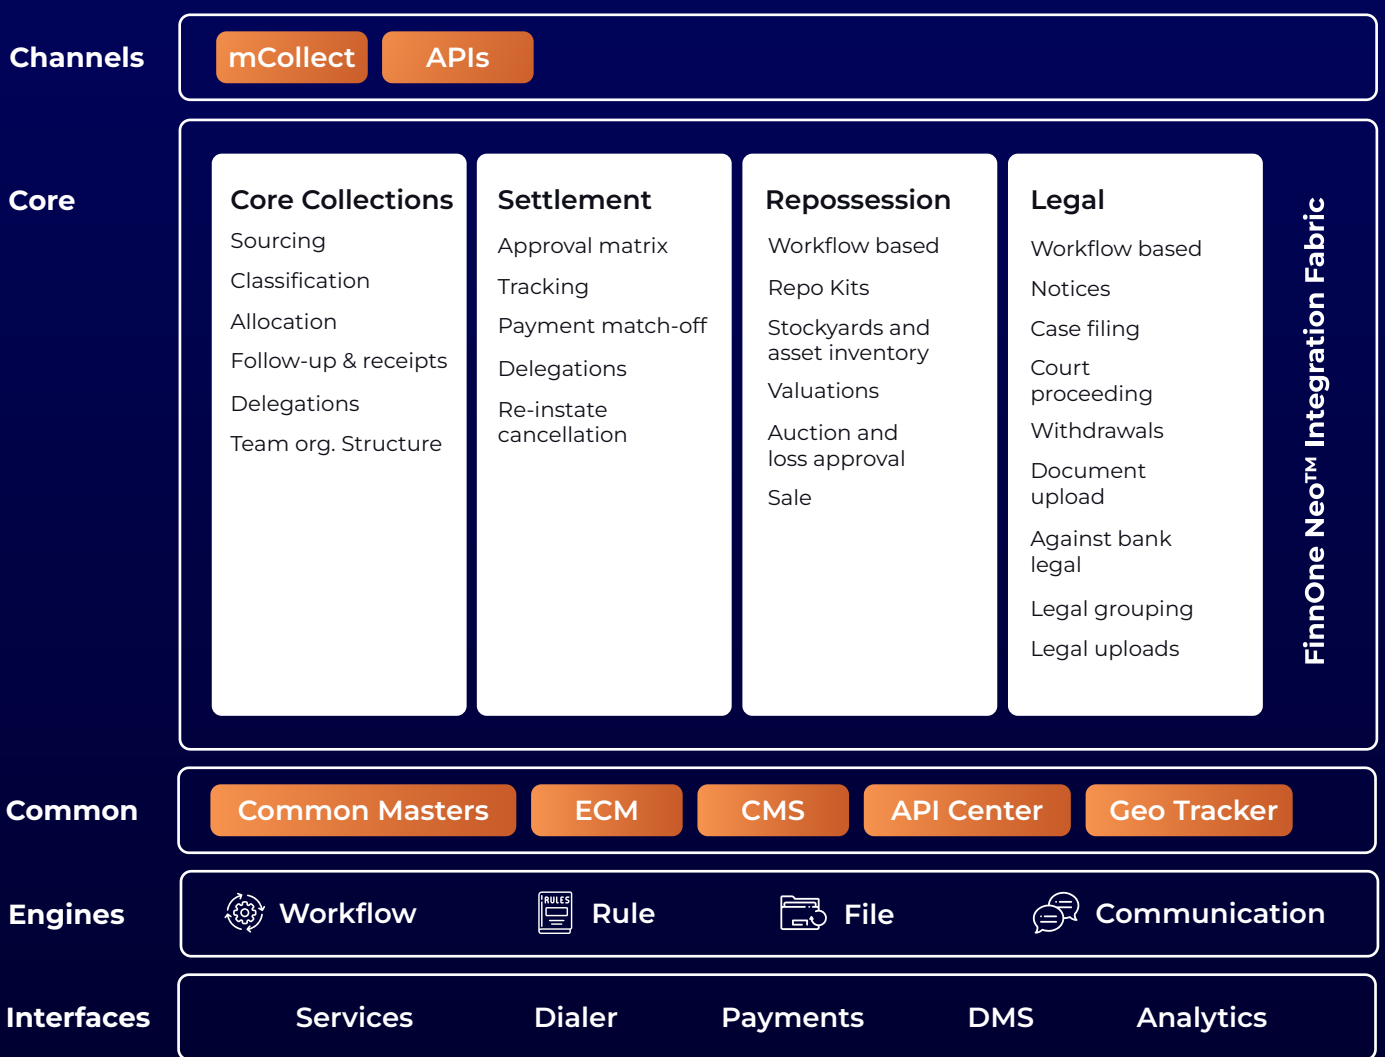 Channels
mCollect
APIs
Core
Core Collections
Sourcing
Classification
Allocation
Follow-up & receipts
Delegations
Team org. Structure
Settlement
Approval matrix
Tracking
Payment match-off
Delegations
Re-instate
cancellation
Repossession
Workflow based
Repo Kits
Stockyards and
asset inventory
Valuations
Auction and
loss approval
Sale
Legal
Workflow based
Notices
Case filing
Court
proceeding
Withdrawals
Document
upload
Against bank
legal
Legal grouping
Legal uploads
FinnOne Neo™ Integration Fabric
Common
Common Masters
ECM
CMS
API Center
Geo Tracker
Engines
Workflow
RULES
Rule
File
Communication
Interfaces
Services
Dialer
Payments
DMS
Analytics